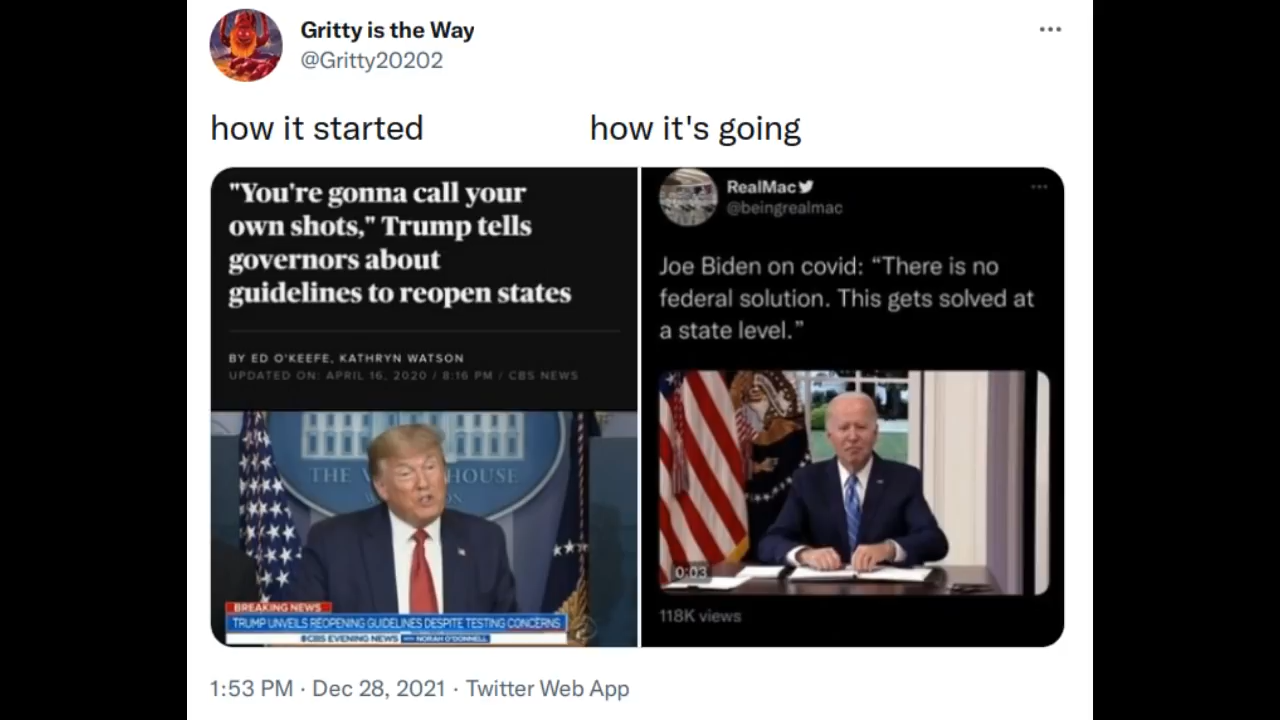 Gritty is the Way
@Gritty20202
how it started how it's going
"You're gonna call your
own shots," Trump tells
governors about
guidelines to reopen states
BY ED O'KEEFE, KATHRYN WATSON
UPDATED ON: APRIL 16, 2020 / 8:16 PM / CBS NEWS
THE W HOUSE
ON
BREAKING NEWS
TRUMP UNVEILS REOPENING GUIDELINES DESPITE TESTING CONCERNS
CBS EVENING NEWS WITH NORAH O'DONNELL
RealMac
@beingrealmac
Joe Biden on covid: “There is no
federal solution. This gets solved at
a state level.”
0:03
118K views
1:53 PM · Dec 28, 2021 · Twitter Web App